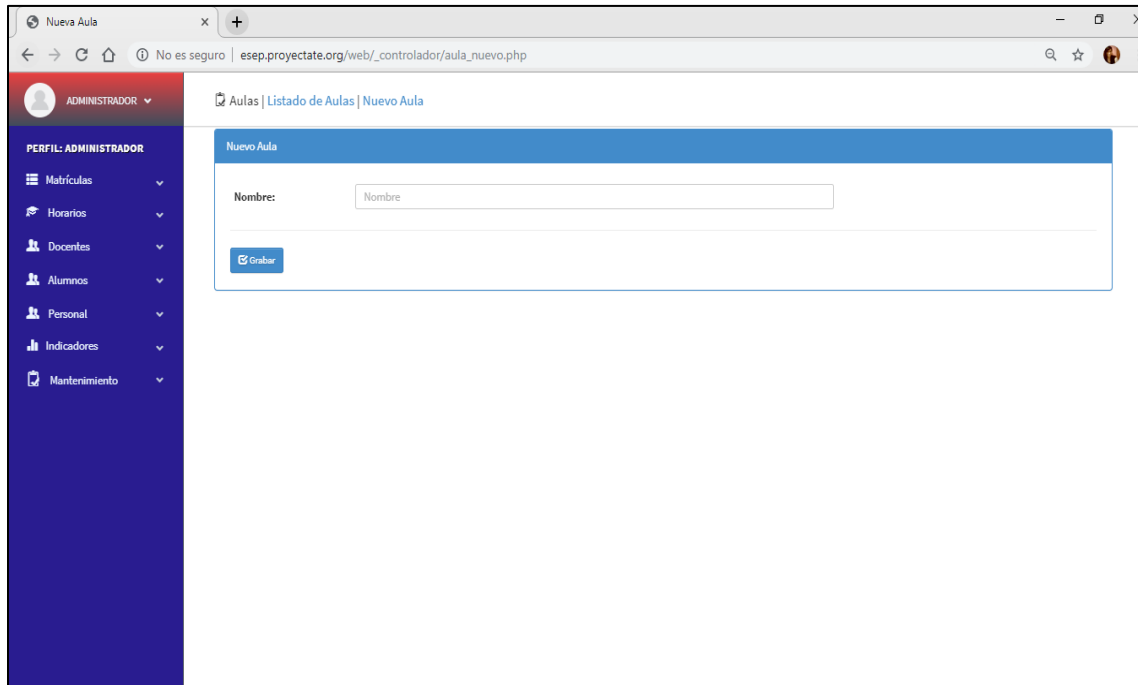 Nueva Aula
No es seguro | esep.proyectate.org/web/_controlador/aula_nuevo.php
ADMINISTRADOR
Aulas | Listado de Aulas | Nuevo Aula
PERFIL: ADMINISTRADOR
Matrículas
Horarios
Docentes
Alumnos
Personal
Indicadores
Mantenimiento
Nuevo Aula
Nombre: Nombre
Grabar